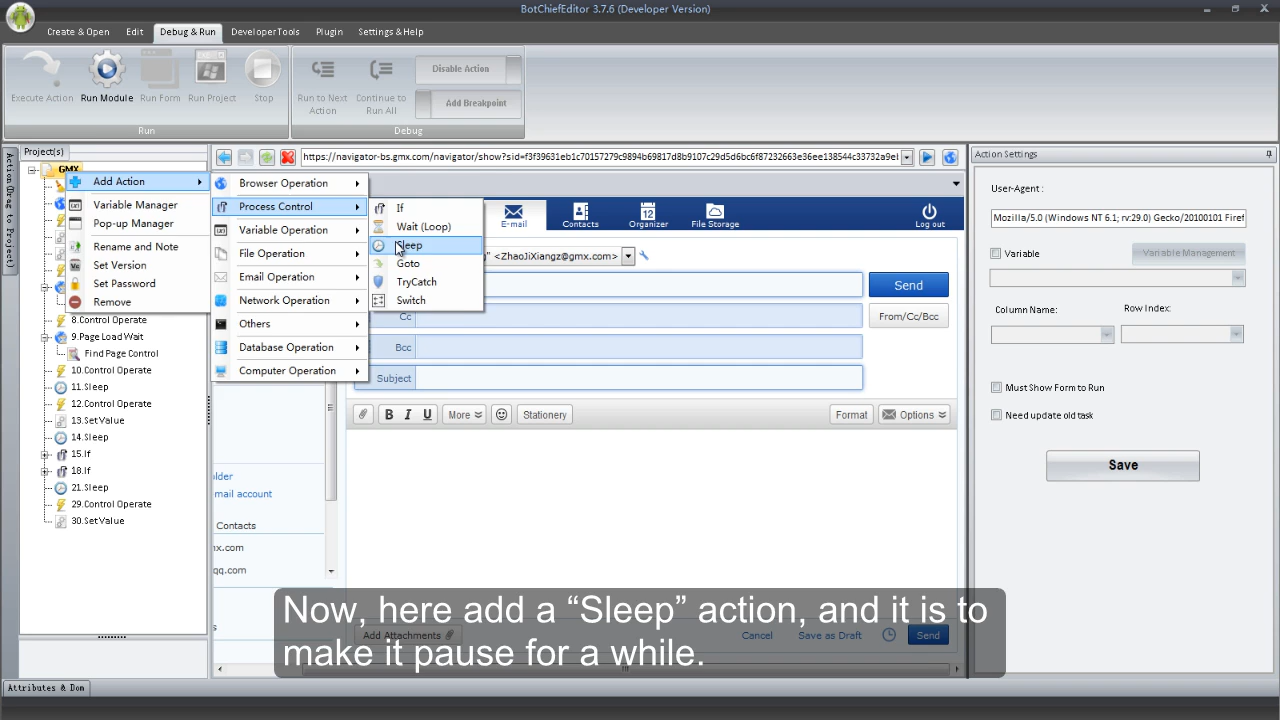 BotChiefEditor 3.7.6 (Developer Version)
Create & Open Edit Debug & Run Developer Tools Plugin Settings & Help
Execute Action Run Module Run Form Run Project Stop
Run to Next Action
Continue to Run All
Disable Action
Add Breakpoint
Run
Debug
Action(Drag to Project)
Project(s)
https://navigator-bs.gmx.com/navigator/show?sid=f3f39631eb1c70157279c9894b69817d8b9107c29d5d6bc6f87232663e36ee138544c33732a9el
GMX
Add Action
Variable Manager
Pop-up Manager
Rename and Note
Set Version
Set Password
Remove
Browser Operation
Process Control
Variable Operation
File Operation
Email Operation
Network Operation
Others
Database Operation
Computer Operation
If
Wait (Loop)
Sleep
Goto
TryCatch
Switch
8.Control Operate
9.Page Load Wait
Find Page Control
10.Control Operate
11.Sleep
12.Control Operate
13.SetValue
14.Sleep
15.If
18.If
21.Sleep
29.Control Operate
30.SetValue
E-mail Contacts Organizer File Storage Log out
" <ZhaoJiXiangz@gmx.com>
Send
Cc
From/Cc/Bcc
Bcc
Subject
B I U More Stationery Format Options
lder
mail account
Contacts
mx.com
qq.com
Add Attachments Cancel Save as Draft Send
Now, here add a “Sleep” action, and it is to
make it pause for a while.
Action Settings
User-Agent :
Mozilla/5.0 (Windows NT 6.1; rv:29.0) Gecko/20100101 Firef
Variable Variable Management
Column Name: Row Index:
Must Show Form to Run
Need update old task
Save
Attributes & Dom